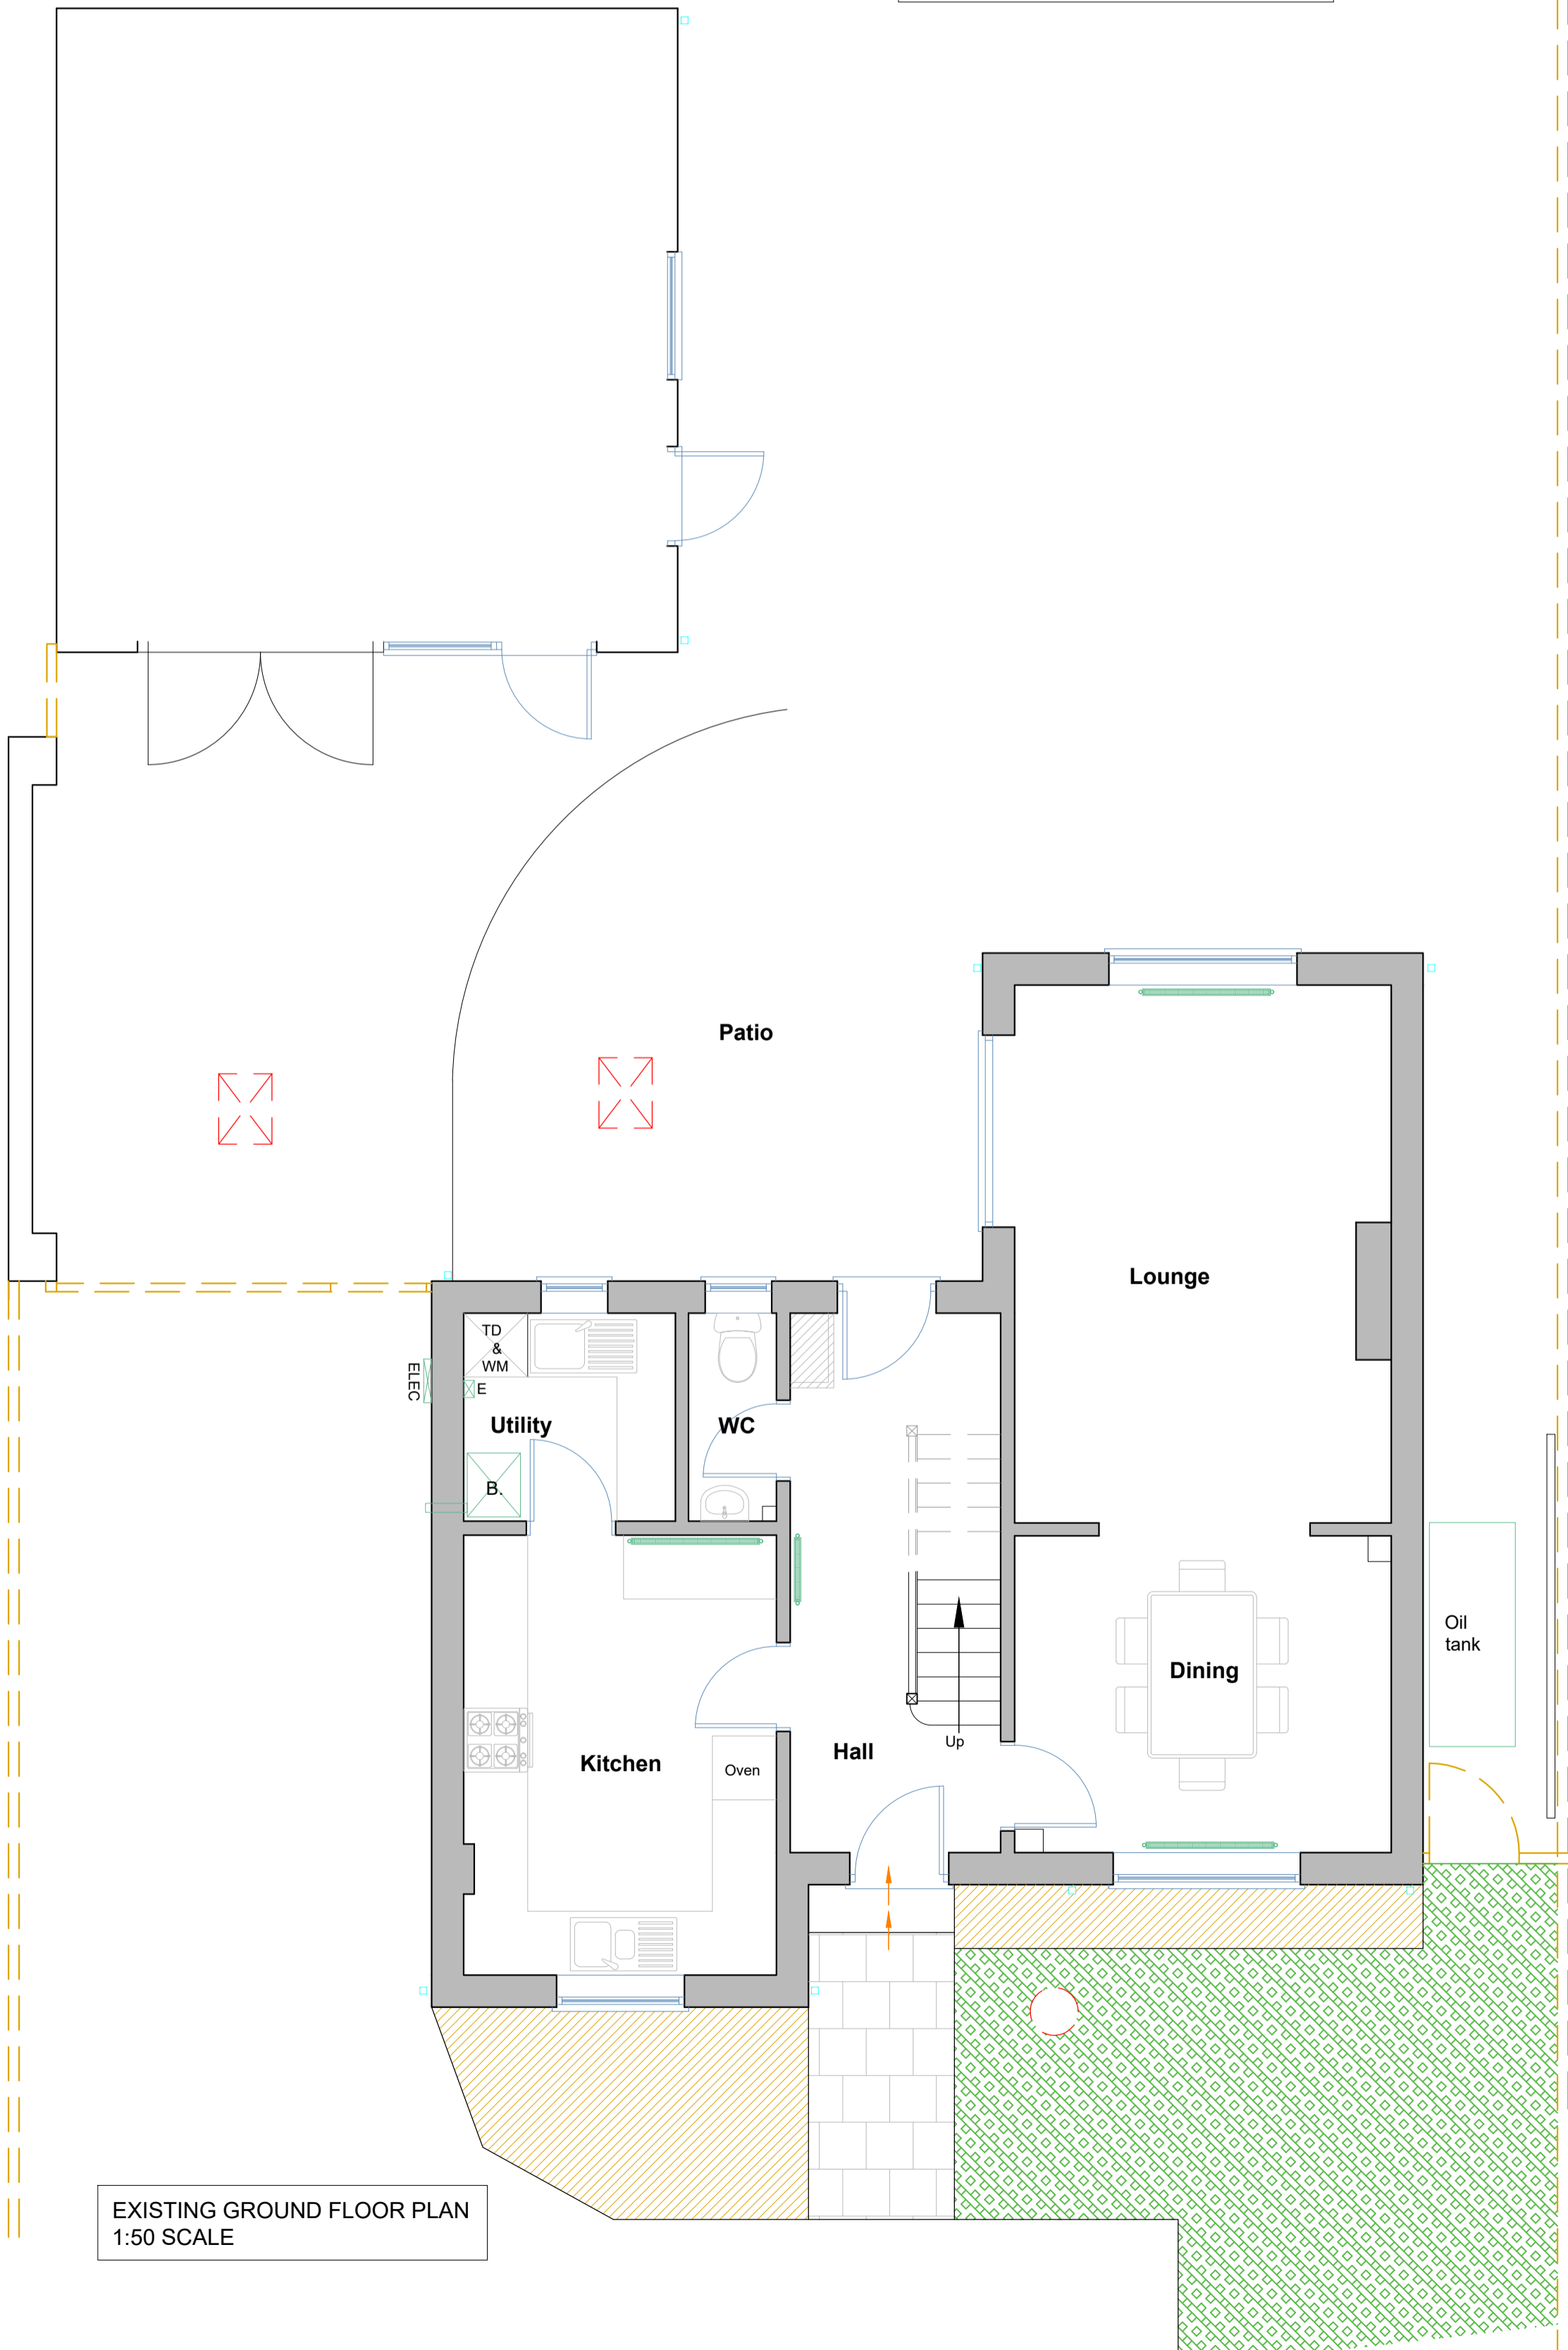 Patio
Lounge
TD
&
WM
ELEC
E
Utility
WC
B.
Oil
tank
Dining
Up
Hall
Kitchen
Oven
EXISTING GROUND FLOOR PLAN
1:50 SCALE